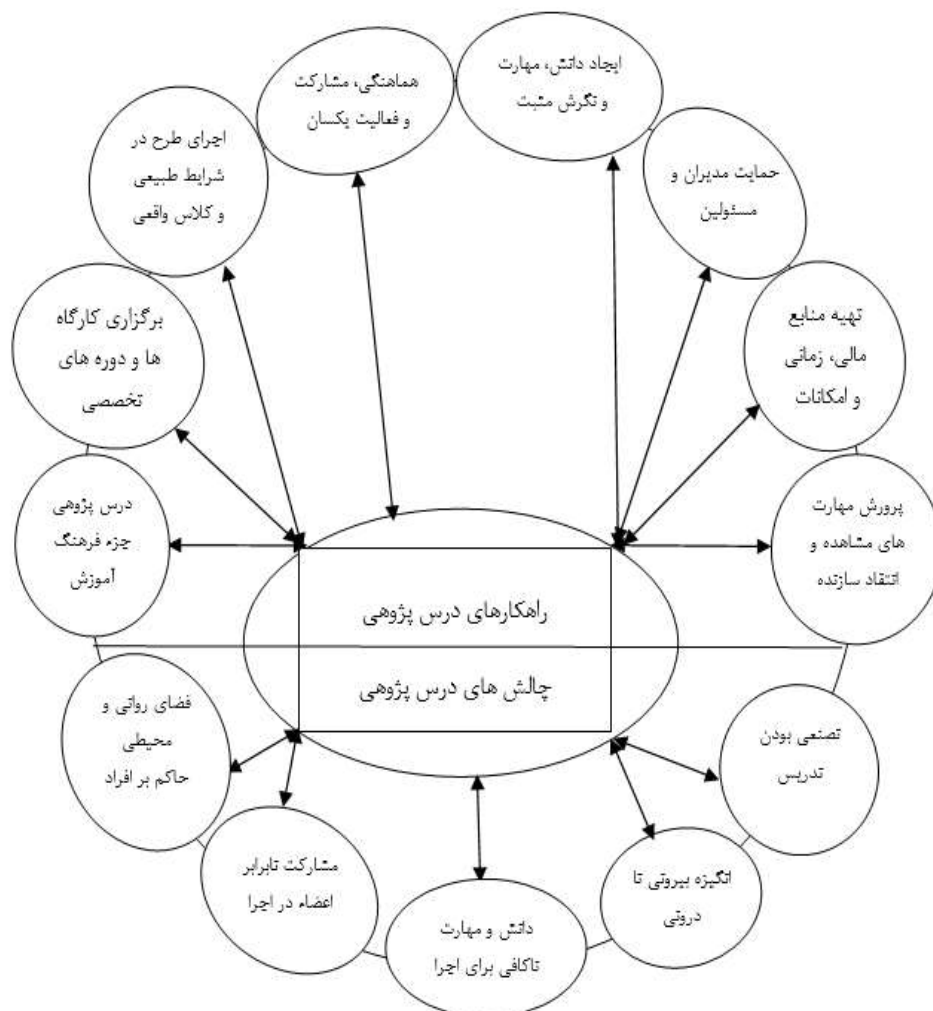 ایجاد دانش، مهارت
و نگرش مثبت
هماهنگی، مشارکت
و فعالیت یکسان
حمایت مدیران و
مسئولین
اجرای طرح در
شرایط طبیعی
و کلاس واقعی
تهیه منابع
مالی، زمانی
و امکانات
برگزاری کارگاه
ها و دوره های
تخصصی
پرورش مهارت
های مشاهده و
انتقاد سازنده
درس پژوهی
جزء فرهنگ
آموزش
راهکارهای درس پژوهی
چالش های درس پژوهی
تصنعی بودن
تدریس
فضای روانی و
محیطی
حاکم بر افراد
انگیزه بیرونی تا
درونی
مشارکت نابرابر
اعضاء در اجرا
دانش و مهارت
ناکافی برای اجرا